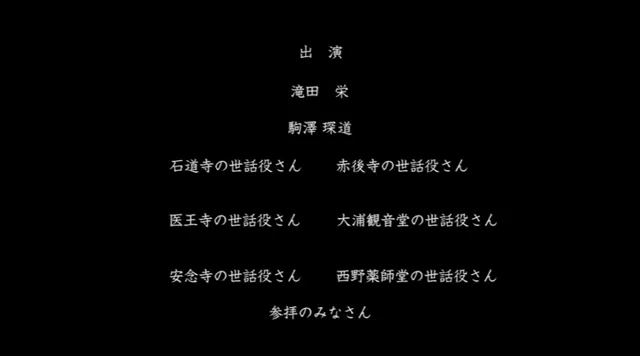 出　演
滝田　栄
駒澤 琛道
石道寺の世話役さん　　赤後寺の世話役さん
医王寺の世話役さん　　大浦観音堂の世話役さん
安念寺の世話役さん　　西野薬師堂の世話役さん
参拝のみなさん